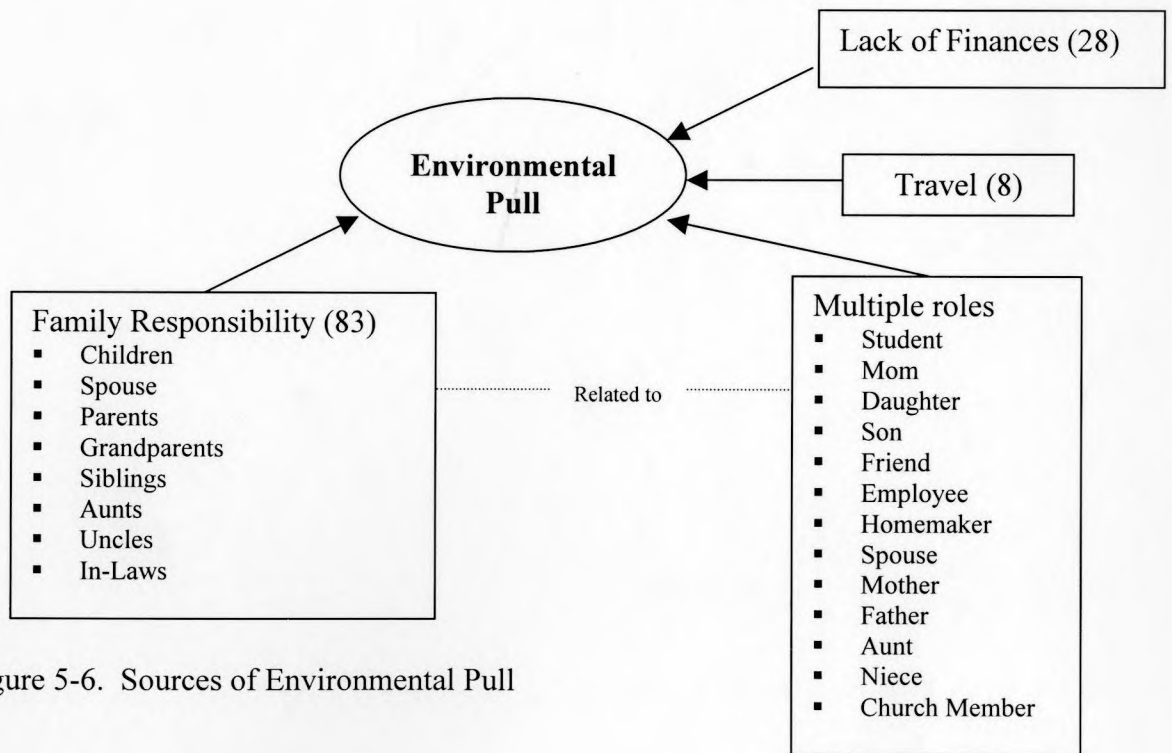 Lack of Finances (28)
Environmental
Pull
Travel (8)
Family Responsibility (83)
▪ Children
▪ Spouse
▪ Parents
▪ Grandparents
▪ Siblings
▪ Aunts
▪ Uncles
▪ In-Laws
Related to
Multiple roles
▪ Student
▪ Mom
▪ Daughter
▪ Son
▪ Friend
▪ Employee
▪ Homemaker
▪ Spouse
▪ Mother
▪ Father
▪ Aunt
▪ Niece
▪ Church Member
gure 5-6. Sources of Environmental Pull